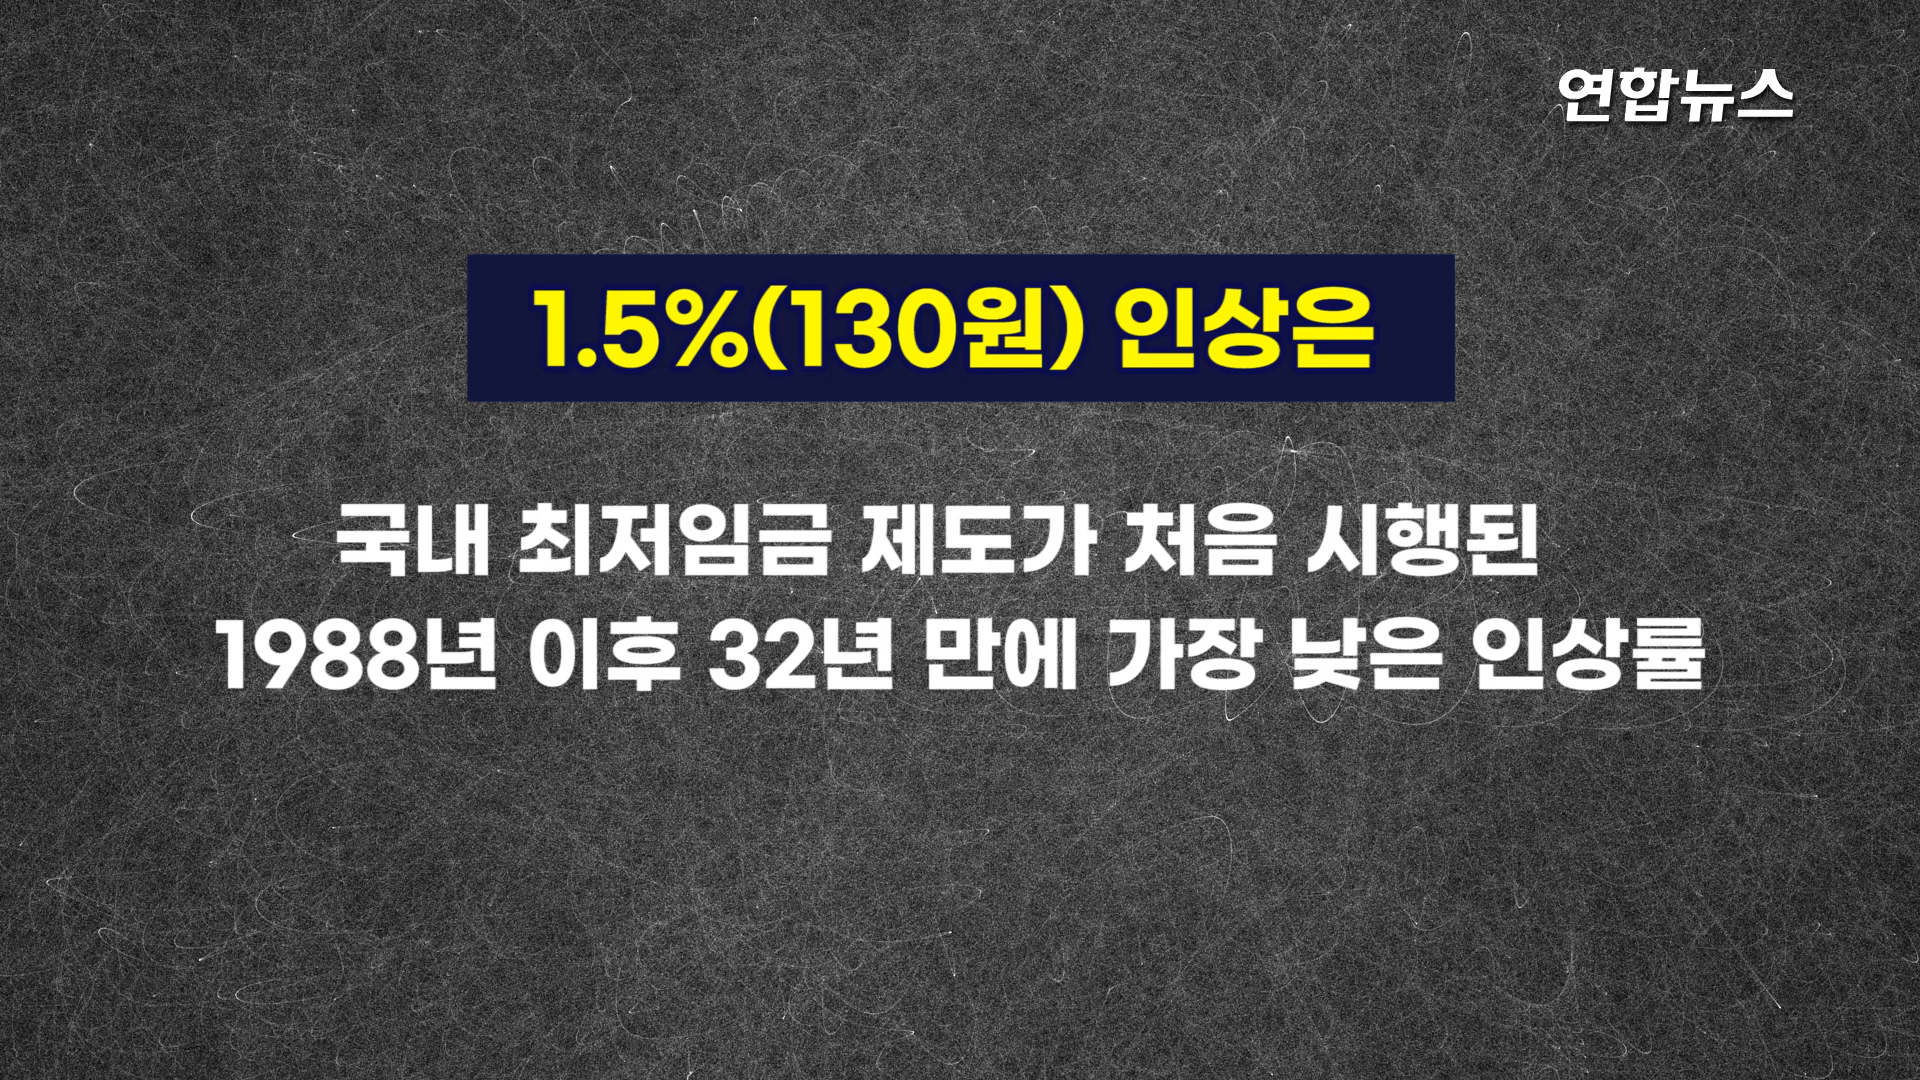 연합뉴스
1.5%(130원) 인상은
국내 최저임금 제도가 처음 시행된
1988년 이후 32년 만에 가장 낮은 인상률